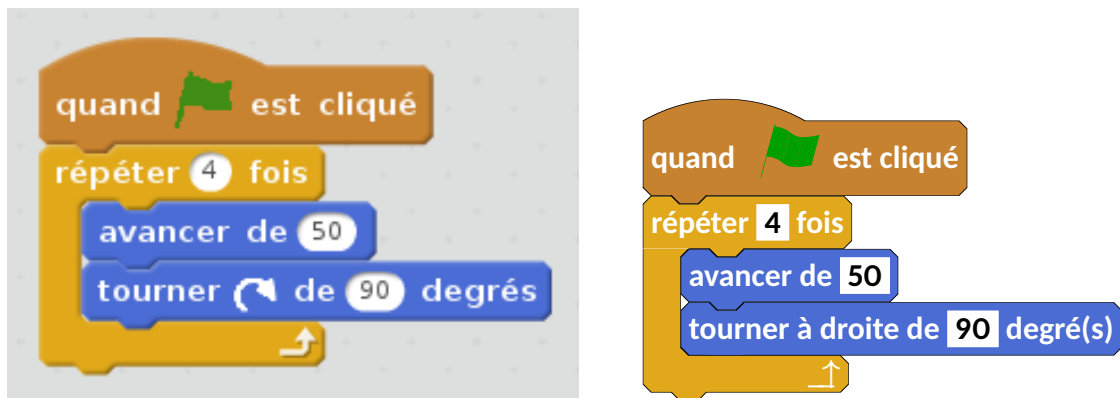 quand est cliqué
répéter 4 fois
avancer de 50
tourner de 90 degrés
quand est cliqué
répéter 4 fois
avancer de 50
tourner à droite de 90 degré(s)